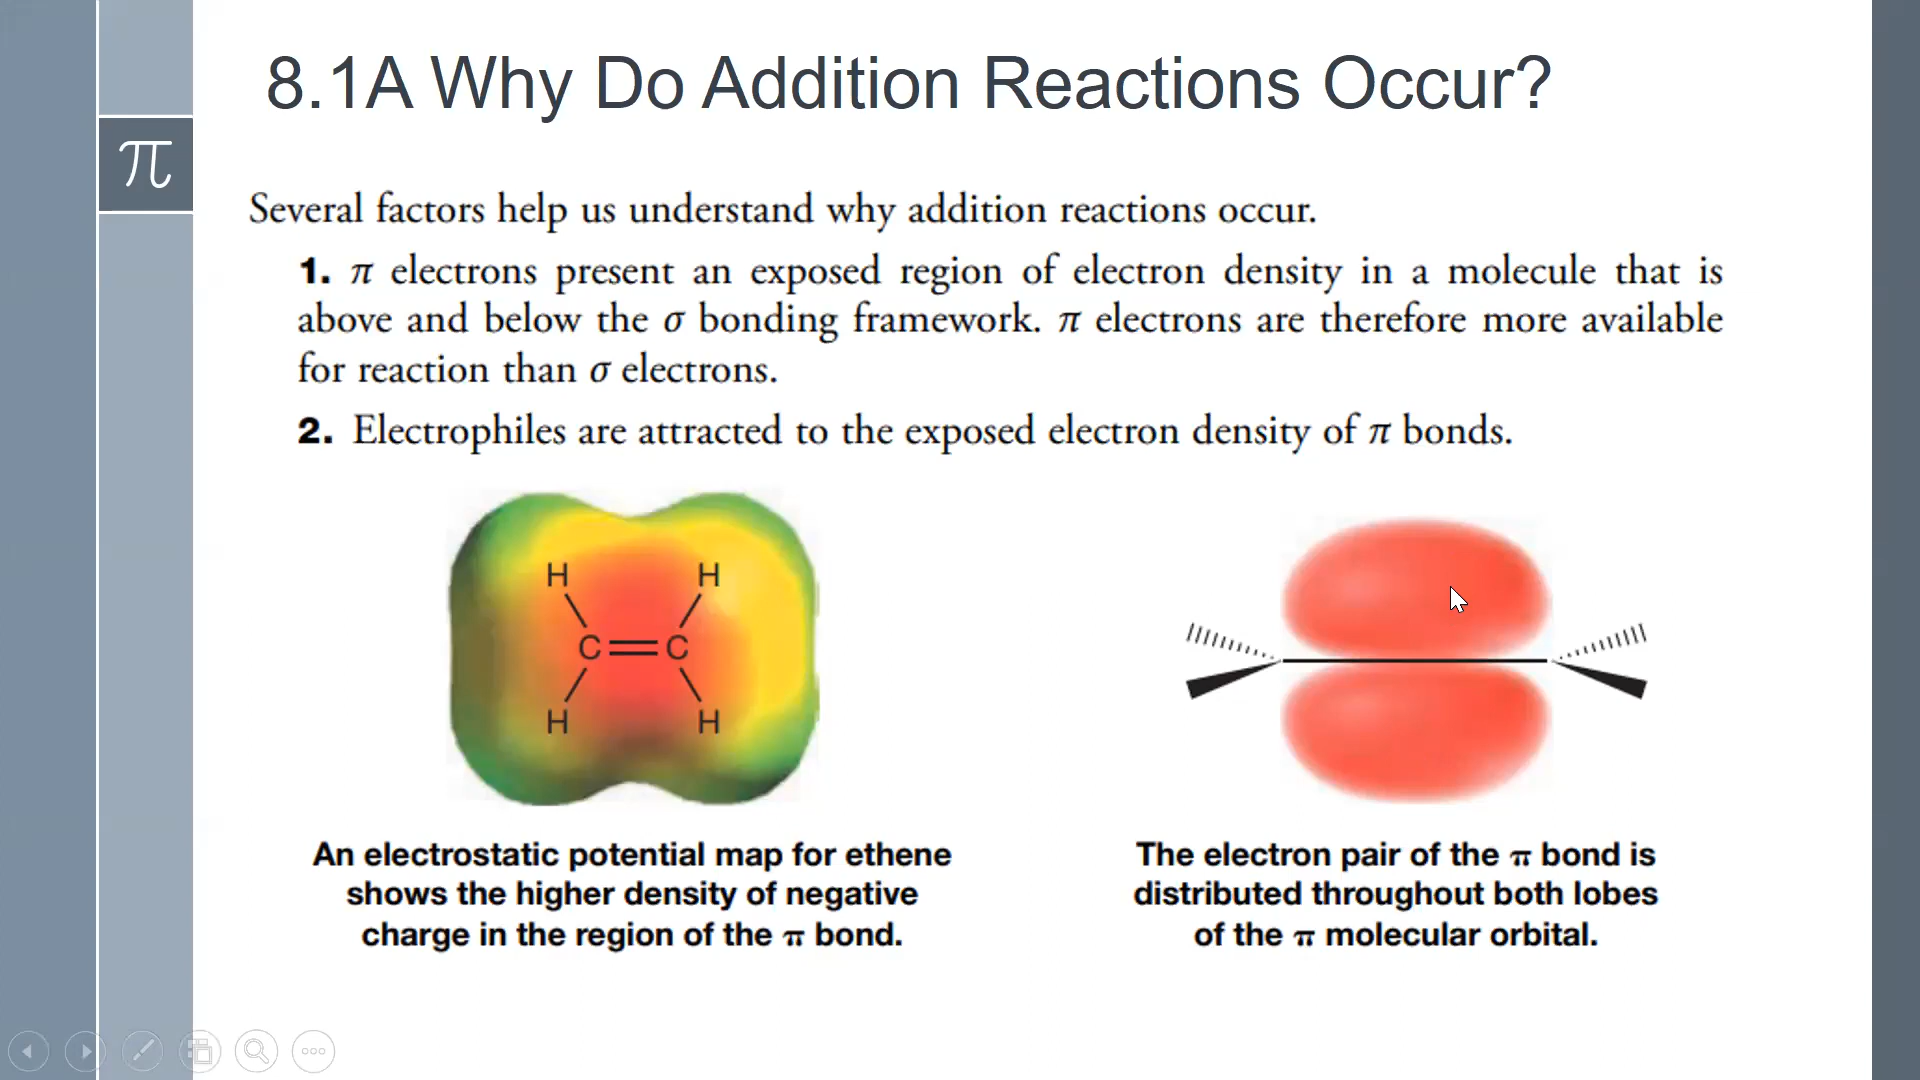 8.1A Why Do Addition Reactions Occur?
π
Several factors help us understand why addition reactions occur.
1. π electrons present an exposed region of electron density in a molecule that is
above and below the σ bonding framework. π electrons are therefore more available
for reaction than σ electrons.
2. Electrophiles are attracted to the exposed electron density of π bonds.
H H
C C
H H
An electrostatic potential map for ethene
shows the higher density of negative
charge in the region of the π bond.
The electron pair of the π bond is
distributed throughout both lobes
of the π molecular orbital.